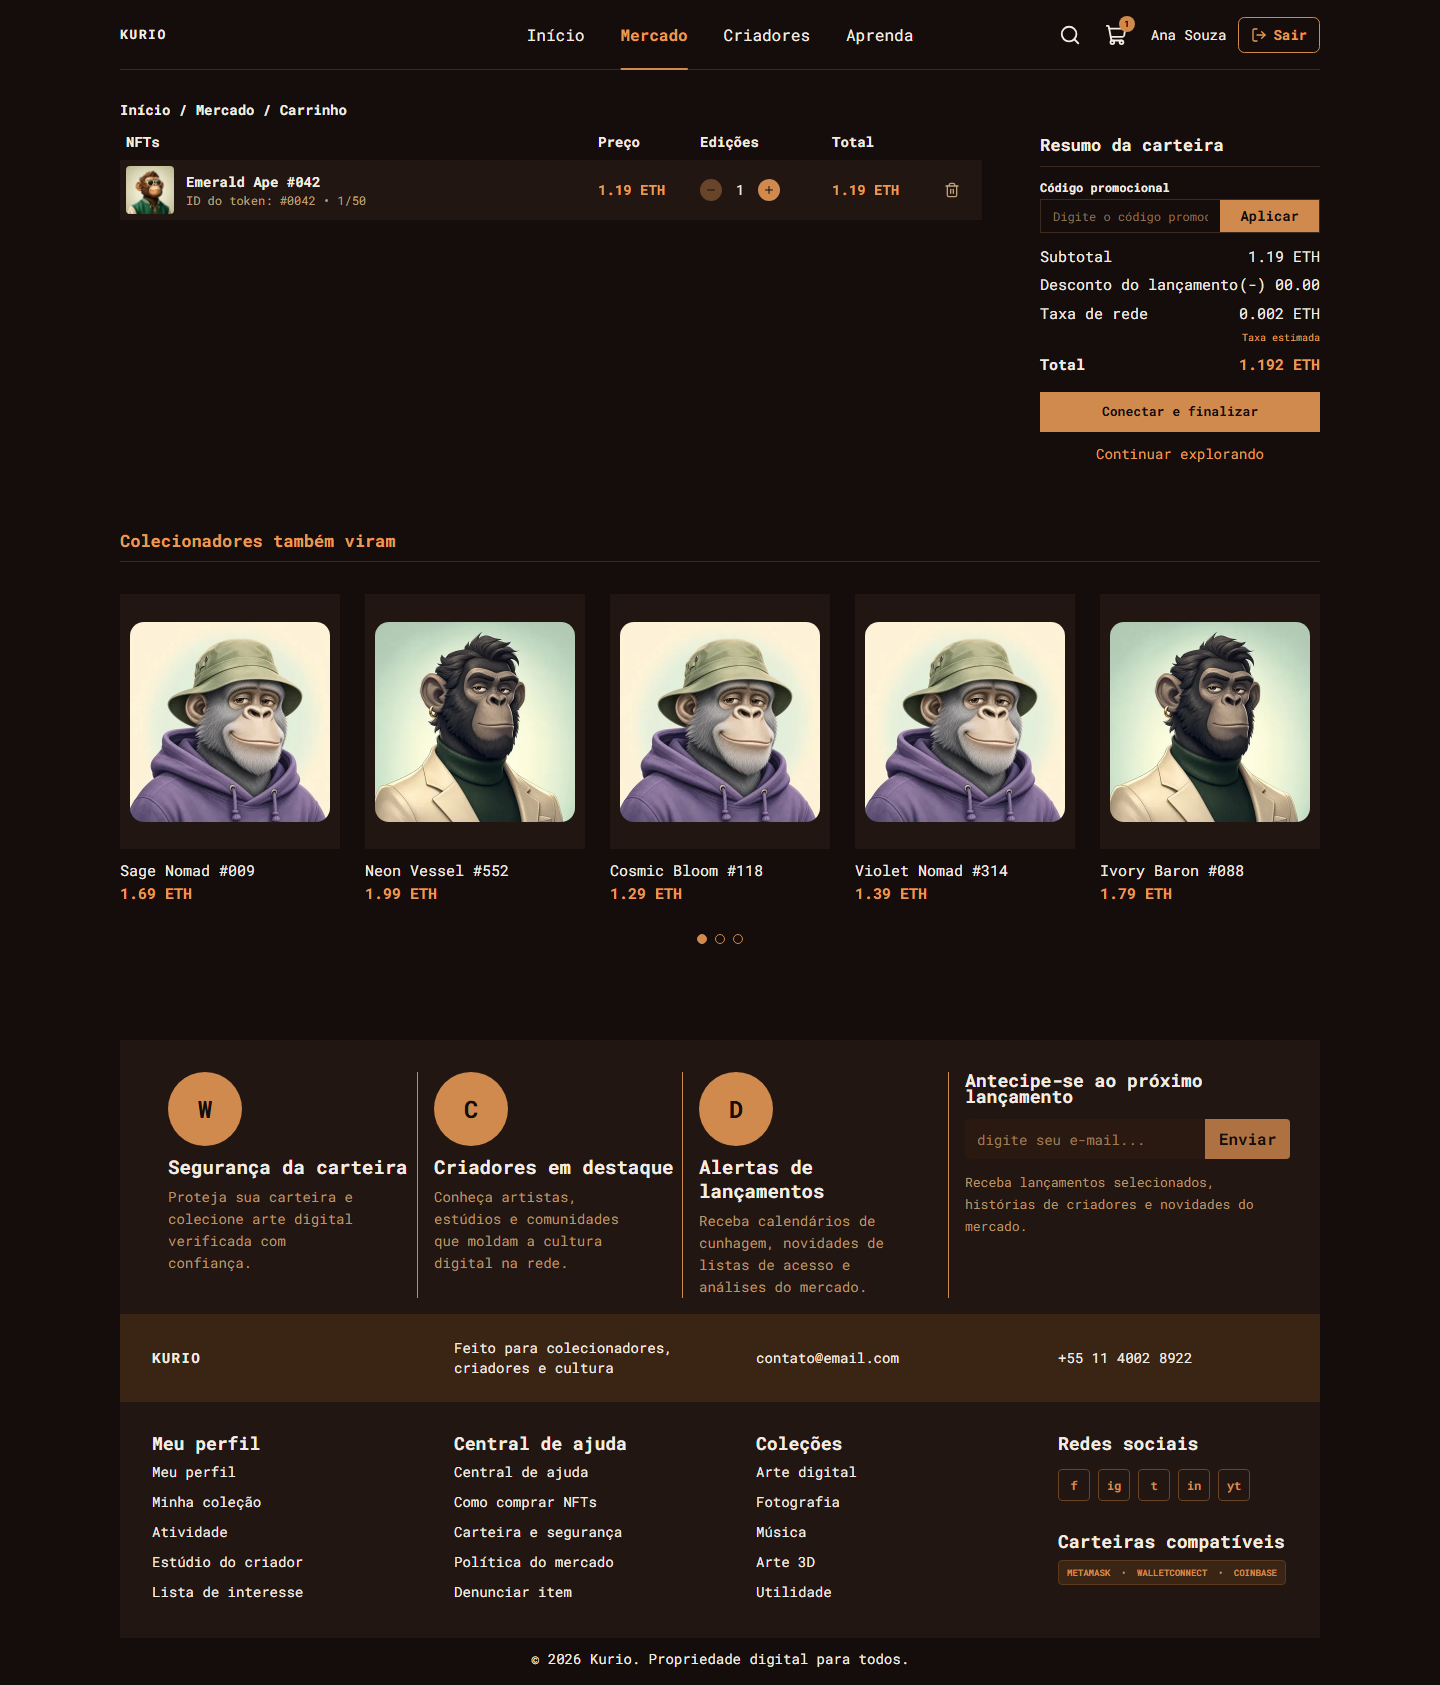 KURIO
Início
Mercado
Criadores
Aprenda
1
Ana Souza
Sair
Início / Mercado / Carrinho
NFTs
Preço
Edições
Total
Emerald Ape #042
ID do token: #0042 • 1/50
1.19 ETH
−
1
+
1.19 ETH
Resumo da carteira
Código promocional
Digite o código promoc
Aplicar
Subtotal
1.19 ETH
Desconto do lançamento
(-) 00.00
Taxa de rede
0.002 ETH
Taxa estimada
Total
1.192 ETH
Conectar e finalizar
Continuar explorando
Colecionadores também viram
Sage Nomad #009
1.69 ETH
Neon Vessel #552
1.99 ETH
Cosmic Bloom #118
1.29 ETH
Violet Nomad #314
1.39 ETH
Ivory Baron #088
1.79 ETH
W
Segurança da carteira
Proteja sua carteira e
colecione arte digital
verificada com
confiança.
C
Criadores em destaque
Conheça artistas,
estúdios e comunidades
que moldam a cultura
digital na rede.
D
Alertas de
lançamentos
Receba calendários de
cunhagem, novidades de
listas de acesso e
análises do mercado.
Antecipe-se ao próximo
lançamento
digite seu e-mail...
Enviar
Receba lançamentos selecionados,
histórias de criadores e novidades do
mercado.
KURIO
Feito para colecionadores,
criadores e cultura
contato@email.com
+55 11 4002 8922
Meu perfil
Meu perfil
Minha coleção
Atividade
Estúdio do criador
Lista de interesse
Central de ajuda
Central de ajuda
Como comprar NFTs
Carteira e segurança
Política do mercado
Denunciar item
Coleções
Arte digital
Fotografia
Música
Arte 3D
Utilidade
Redes sociais
f
ig
t
in
yt
Carteiras compatíveis
METAMASK • WALLETCONNECT • COINBASE
© 2026 Kurio. Propriedade digital para todos.